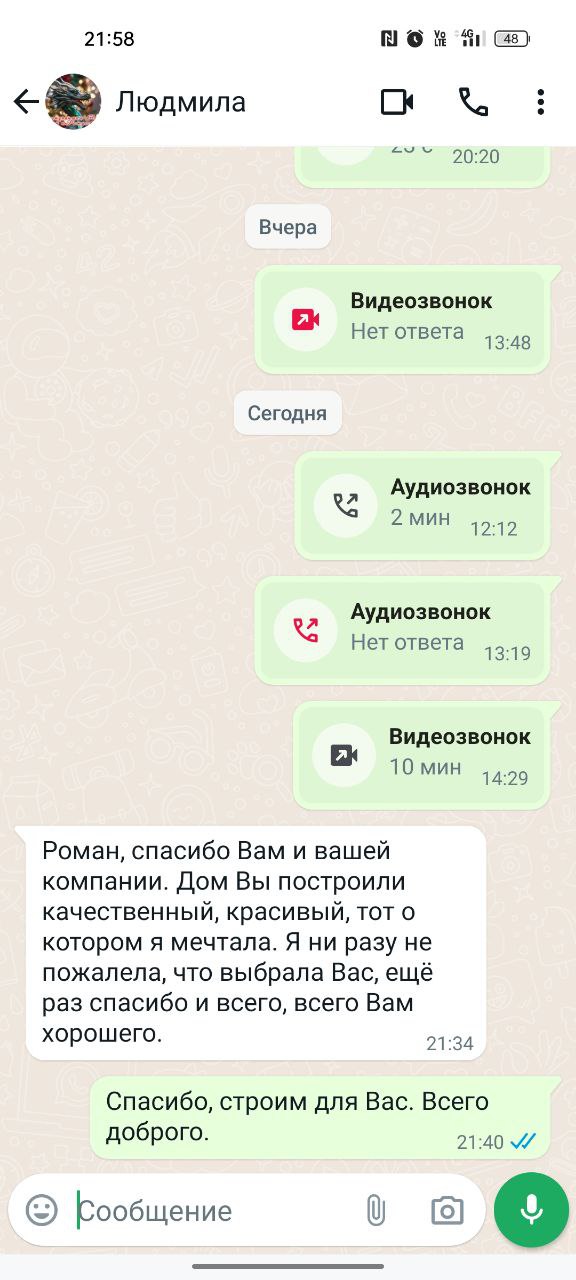 21:58
Vo
LTE
4G
48
Людмила
20:20
Вчера
Видеозвонок
Нет ответа
13:48
Сегодня
Аудиозвонок
2 мин
12:12
Аудиозвонок
Нет ответа
13:19
Видеозвонок
10 мин
14:29
Роман, спасибо Вам и вашей
компании. Дом Вы построили
качественный, красивый, тот о
котором я мечтала. Я ни разу не
пожалела, что выбрала Вас, ещё
раз спасибо и всего, всего Вам
хорошего.
21:34
Спасибо, строим для Вас. Всего
доброго.
21:40
Сообщение